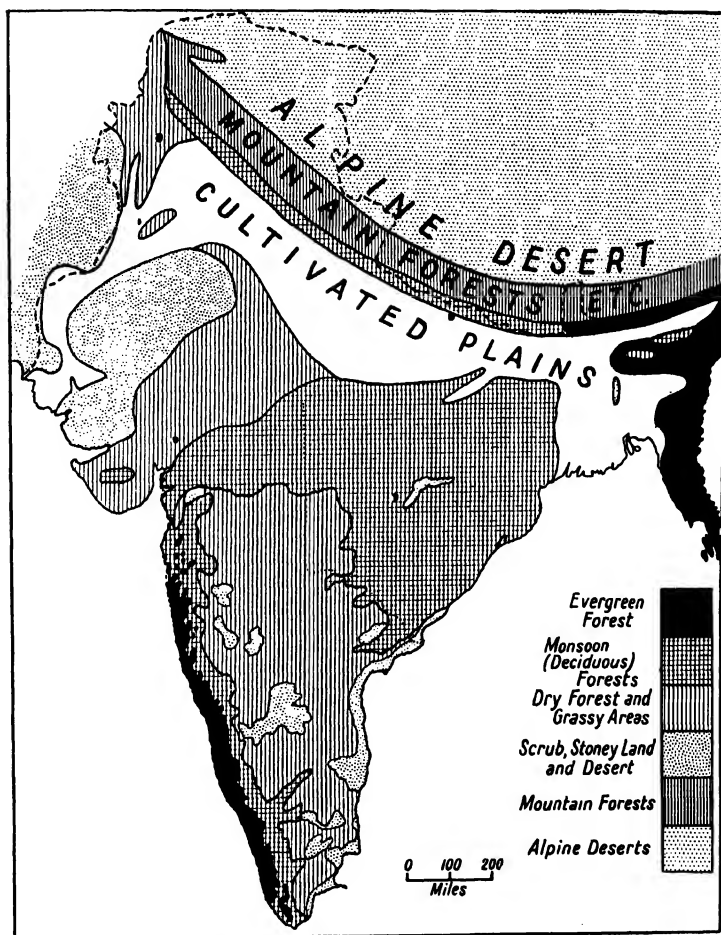 ALPINE DESERT
MOUNTAIN FORESTS ETC.
CULTIVATED PLAINS
Evergreen
Forest
Monsoon
(Deciduous)
Forests
Dry Forest and
Grassy Areas
Scrub, Stoney Land
and Desert
Mountain Forests
Alpine Deserts
0 100 200
Miles